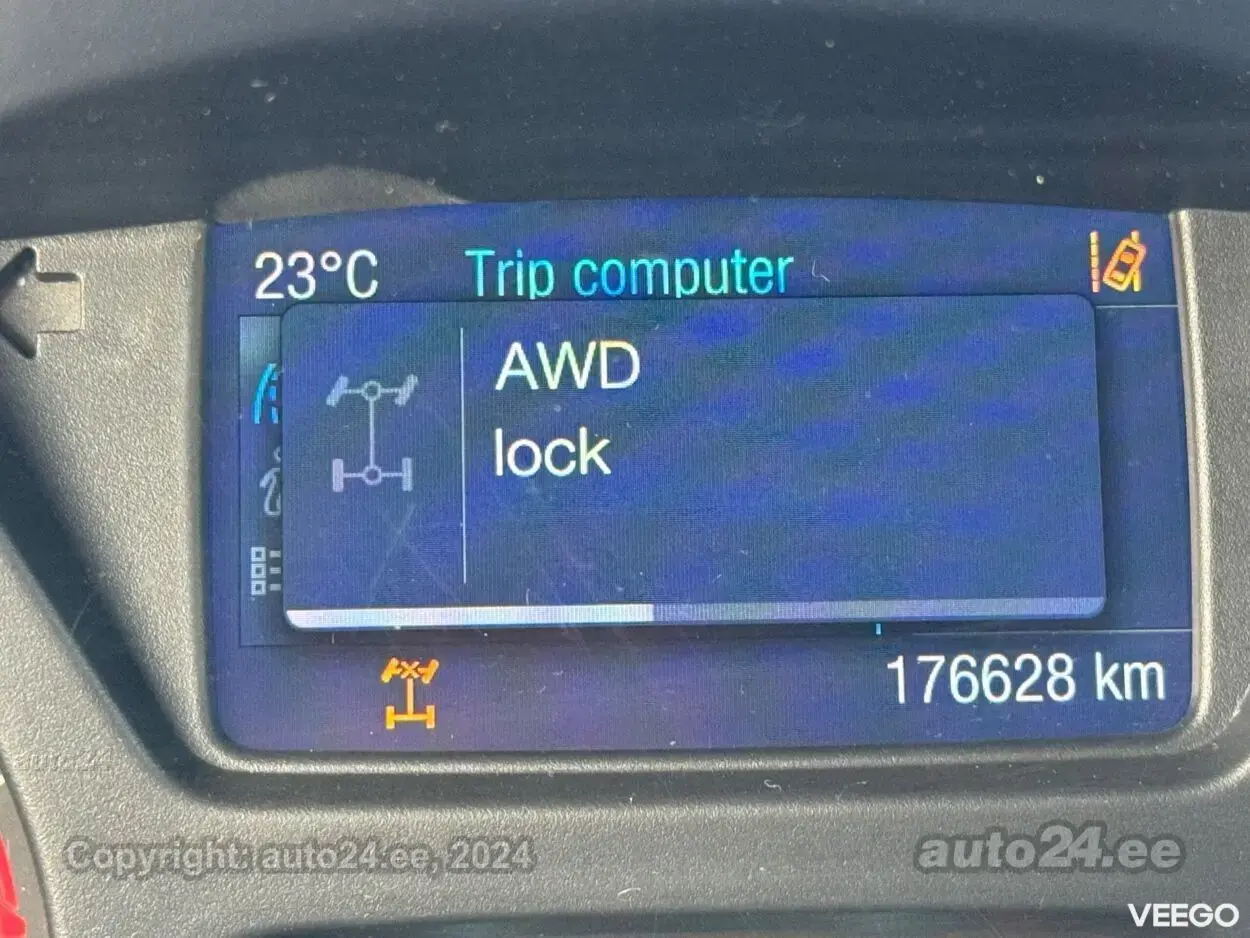 23°C Trip computer
AWD
lock
176628 km
Copyright: auto24.ee, 2024
auto24.ee
VEEGO